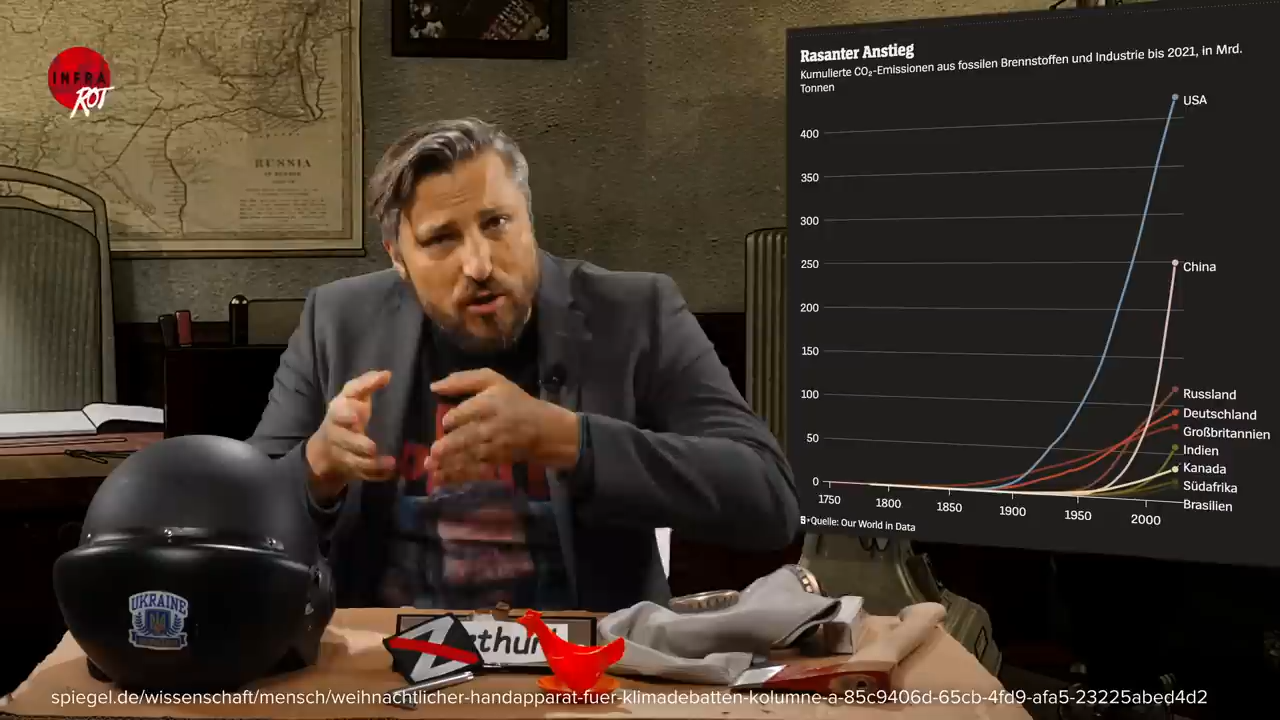 INFRA
ROT
RUSSIA
Rasanter Anstieg
Kumulierte CO₂-Emissionen aus fossilen Brennstoffen und Industrie bis 2021, in Mrd.
Tonnen
USA
400
350
300
250
China
200
150
100
Russland
Deutschland
50
Großbritannien
Indien
Kanada
0
Südafrika
Brasilien
1750
1800
1850
1900
1950
2000
Quelle: Our World in Data
UKRAINE
spiegel.de/wissenschaft/mensch/weihnachtlicher-handapparat-fuer-klimadebatten-kolumne-a-85c9406d-65cb-4fd9-afa5-23225abed4d2